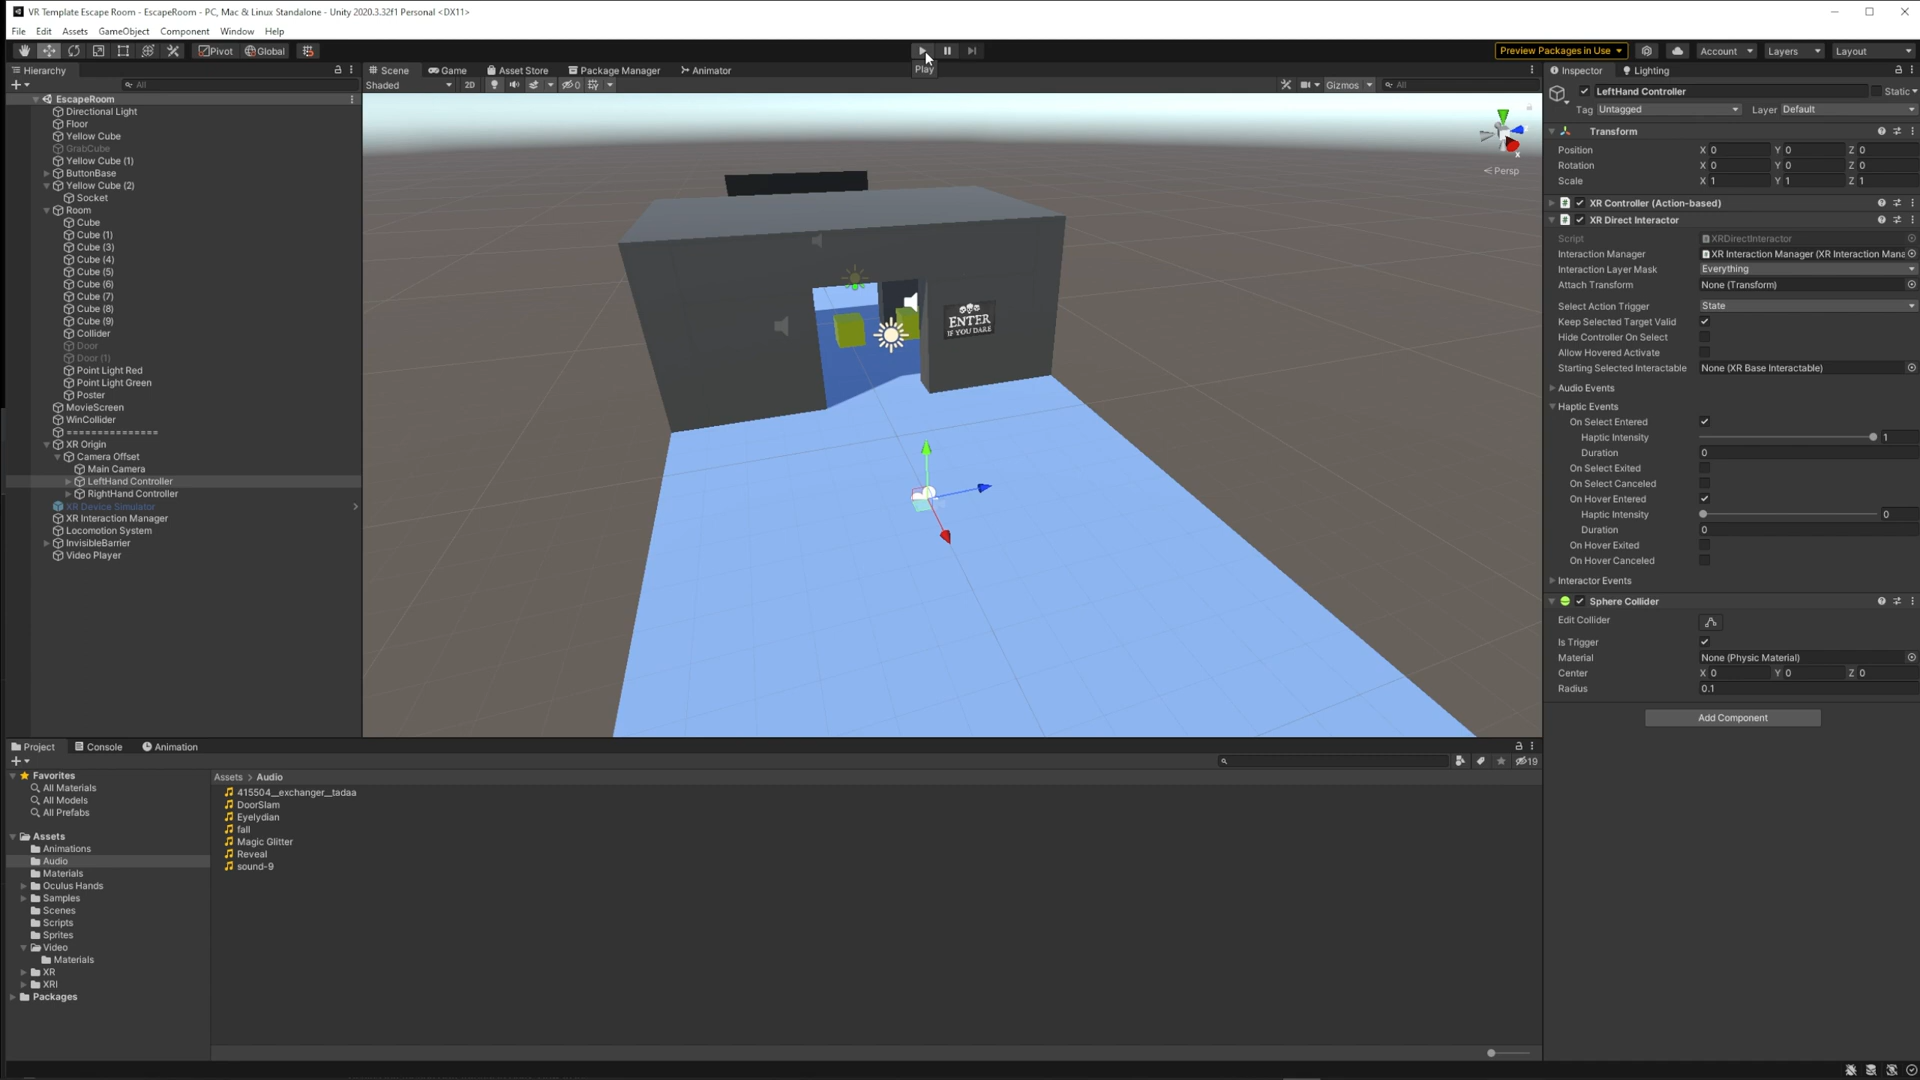 VR Template Escape Room - EscapeRoom - PC, Mac & Linux Standalone - Unity 2020.3.32f1 Personal <DX11>
File Edit Assets GameObject Component Window Help
Pivot Global
Play
Preview Packages in Use Account Layers Layout
Hierarchy
All
EscapeRoom
Directional Light
Floor
Yellow Cube
GrabCube
Yellow Cube (1)
ButtonBase
Yellow Cube (2)
Socket
Room
Cube
Cube (1)
Cube (3)
Cube (4)
Cube (5)
Cube (6)
Cube (7)
Cube (8)
Cube (9)
Collider
Door
Door (1)
Point Light Red
Point Light Green
Poster
MovieScreen
WinCollider
===============
XR Origin
Camera Offset
Main Camera
LeftHand Controller
RightHand Controller
XR Device Simulator
XR Interaction Manager
Locomotion System
InvisibleBarrier
Video Player
Scene Game Asset Store Package Manager Animator
Shaded 2D 0 Gizmos All
x
Persp
ENTER
IF YOU DARE
Inspector Lighting
LeftHand Controller Static
Tag Untagged Layer Default
Transform
Position X 0 Y 0 Z 0
Rotation X 0 Y 0 Z 0
Scale X 1 Y 1 Z 1
XR Controller (Action-based)
XR Direct Interactor
Script XRDirectInteractor
Interaction Manager XR Interaction Manager (XR Interaction Mana
Interaction Layer Mask Everything
Attach Transform None (Transform)
Select Action Trigger State
Keep Selected Target Valid
Hide Controller On Select
Allow Hovered Activate
Starting Selected Interactable None (XR Base Interactable)
Audio Events
Haptic Events
On Select Entered
Haptic Intensity 1
Duration 0
On Select Exited
On Select Canceled
On Hover Entered
Haptic Intensity 0
Duration 0
On Hover Exited
On Hover Canceled
Interactor Events
Sphere Collider
Edit Collider
Is Trigger
Material None (Physic Material)
Center X 0 Y 0 Z 0
Radius 0.1
Add Component
Project Console Animation
19
Favorites
All Materials
All Models
All Prefabs
Assets
Animations
Audio
Materials
Oculus Hands
Samples
Scenes
Scripts
Sprites
Video
Materials
XR
XRI
Packages
Assets > Audio
415504__exchanger__tadaa
DoorSlam
Eyelydian
fall
Magic Glitter
Reveal
sound-9